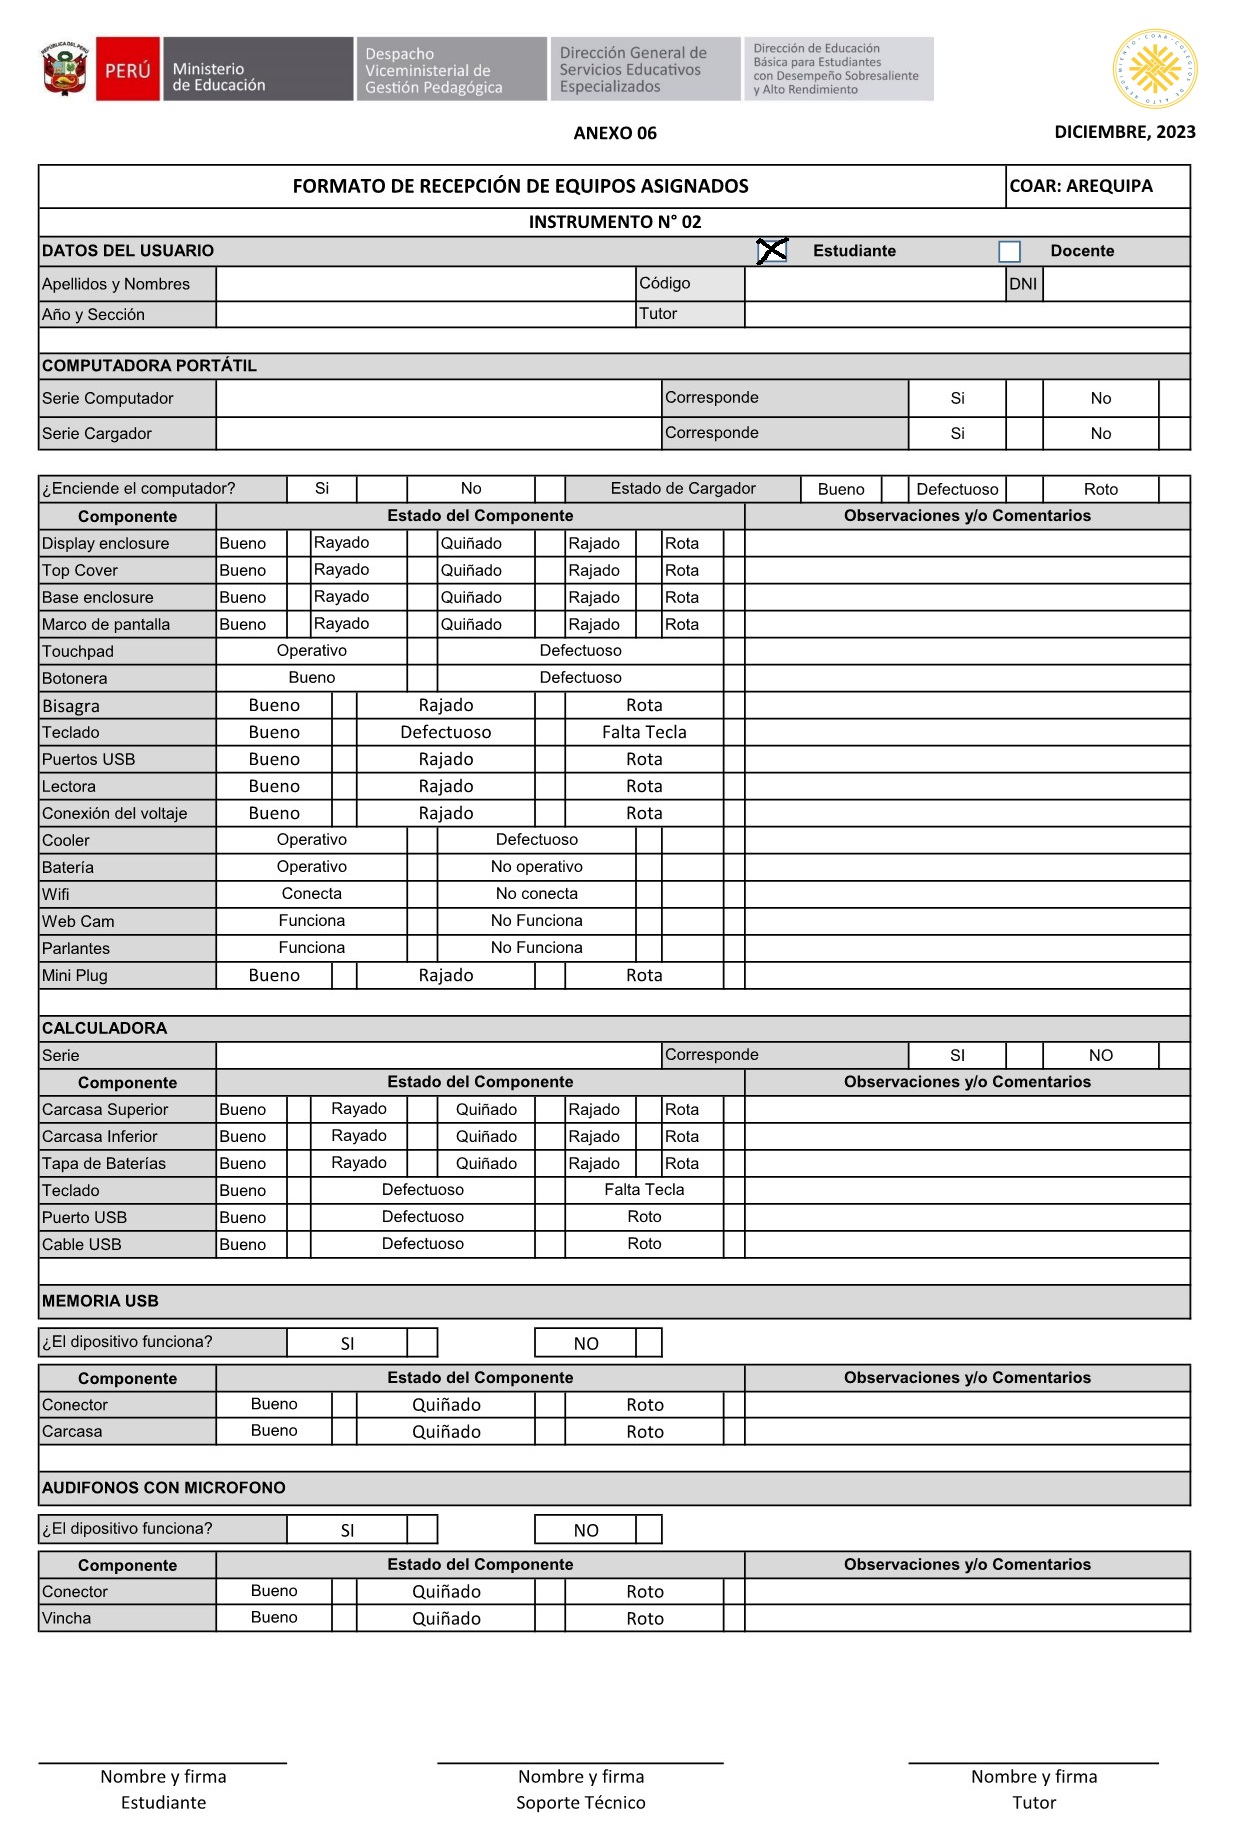 REPÚBLICA DEL PERÚ
PERÚ
Ministerio
de Educación
Despacho
Viceministerial de
Gestión Pedagógica
Dirección General de
Servicios Educativos
Especializados
Dirección de Educación
Básica para Estudiantes
con Desempeño Sobresaliente
y Alto Rendimiento
COAR · COLEGIOS DE ALTO RENDIMIENTO
ANEXO 06
DICIEMBRE, 2023
FORMATO DE RECEPCIÓN DE EQUIPOS ASIGNADOS COAR: AREQUIPA
INSTRUMENTO N° 02
DATOS DEL USUARIO Estudiante Docente
Apellidos y Nombres Código DNI
Año y Sección Tutor
COMPUTADORA PORTÁTIL
Serie Computador Corresponde Si No
Serie Cargador Corresponde Si No
¿Enciende el computador? Si No Estado de Cargador Bueno Defectuoso Roto
Componente Estado del Componente Observaciones y/o Comentarios
Display enclosure Bueno Rayado Quiñado Rajado Rota
Top Cover Bueno Rayado Quiñado Rajado Rota
Base enclosure Bueno Rayado Quiñado Rajado Rota
Marco de pantalla Bueno Rayado Quiñado Rajado Rota
Touchpad Operativo Defectuoso
Botonera Bueno Defectuoso
Bisagra Bueno Rajado Rota
Teclado Bueno Defectuoso Falta Tecla
Puertos USB Bueno Rajado Rota
Lectora Bueno Rajado Rota
Conexión del voltaje Bueno Rajado Rota
Cooler Operativo Defectuoso
Batería Operativo No operativo
Wifi Conecta No conecta
Web Cam Funciona No Funciona
Parlantes Funciona No Funciona
Mini Plug Bueno Rajado Rota
CALCULADORA
Serie Corresponde SI NO
Componente Estado del Componente Observaciones y/o Comentarios
Carcasa Superior Bueno Rayado Quiñado Rajado Rota
Carcasa Inferior Bueno Rayado Quiñado Rajado Rota
Tapa de Baterías Bueno Rayado Quiñado Rajado Rota
Teclado Bueno Defectuoso Falta Tecla
Puerto USB Bueno Defectuoso Roto
Cable USB Bueno Defectuoso Roto
MEMORIA USB
¿El dipositivo funciona? SI NO
Componente Estado del Componente Observaciones y/o Comentarios
Conector Bueno Quiñado Roto
Carcasa Bueno Quiñado Roto
AUDIFONOS CON MICROFONO
¿El dipositivo funciona? SI NO
Componente Estado del Componente Observaciones y/o Comentarios
Conector Bueno Quiñado Roto
Vincha Bueno Quiñado Roto
Nombre y firma Nombre y firma Nombre y firma
Estudiante Soporte Técnico Tutor